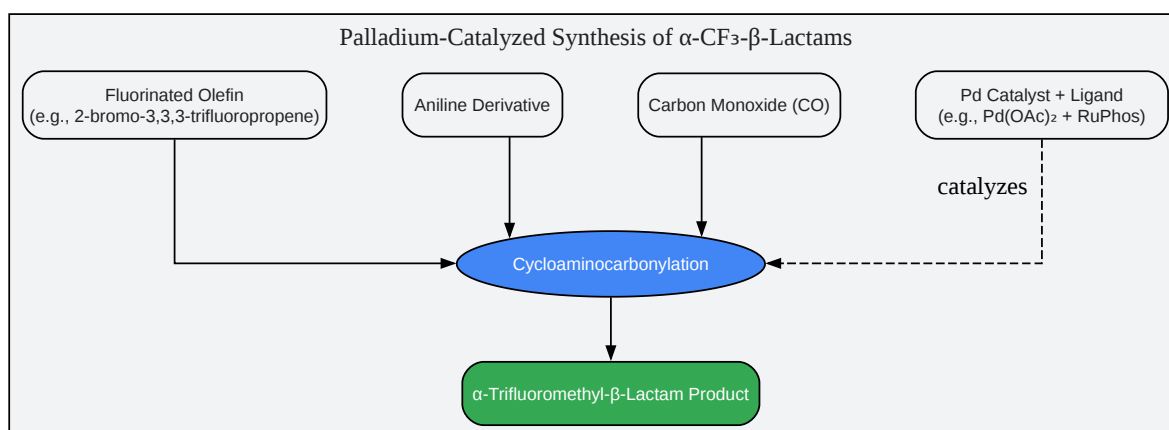 Palladium-Catalyzed Synthesis of α-CF₃-β-Lactams
Fluorinated Olefin
(e.g., 2-bromo-3,3,3-trifluoropropene)
Aniline Derivative
Carbon Monoxide (CO)
Pd Catalyst + Ligand
(e.g., Pd(OAc)₂ + RuPhos)
catalyzes
Cycloaminocarbonylation
α-Trifluoromethyl-β-Lactam Product